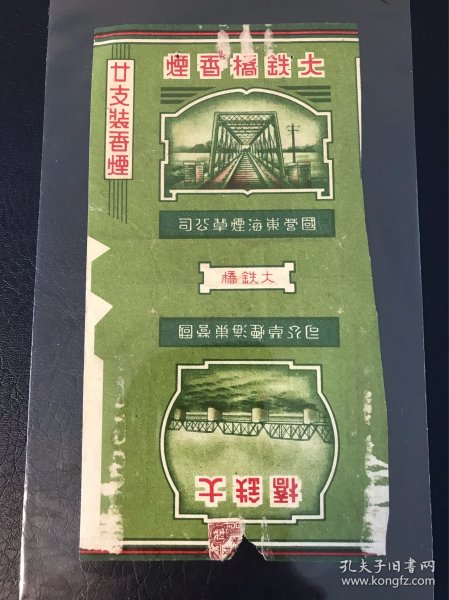 大鉄橋香煙
廿支裝香煙
國營東海煙草公司
大鉄橋
國營東海煙草公司
大鉄橋
孔夫子旧书网
www.kongfz.com